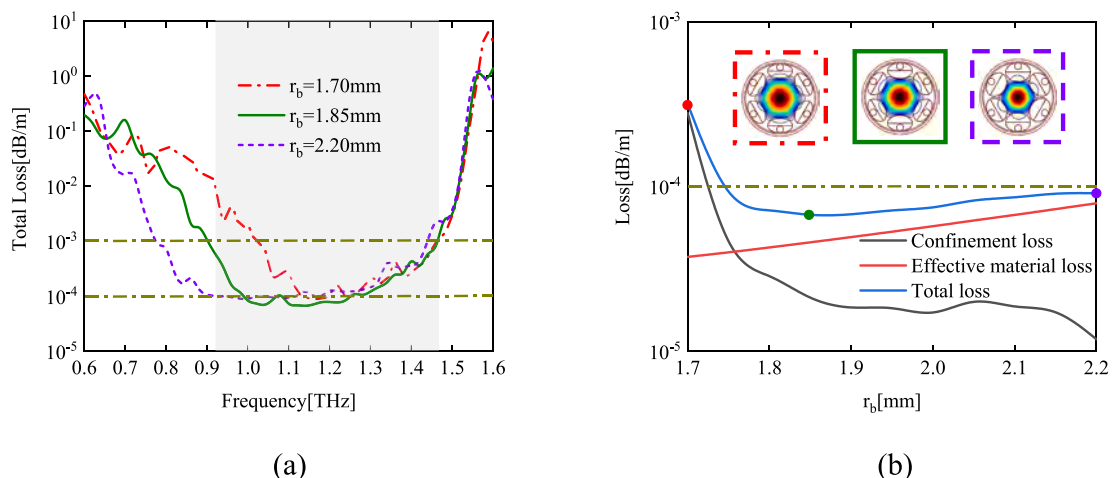 10^1
10^0
10^-1
10^-2
10^-3
10^-4
10^-5
Total Loss[dB/m]
r_b=1.70mm
r_b=1.85mm
r_b=2.20mm
0.6 0.7 0.8 0.9 1.0 1.1 1.2 1.3 1.4 1.5 1.6
Frequency[THz]
(a)
10^-3
10^-4
10^-5
Loss[dB/m]
Confinement loss
Effective material loss
Total loss
1.7 1.8 1.9 2.0 2.1 2.2
r_b[mm]
(b)